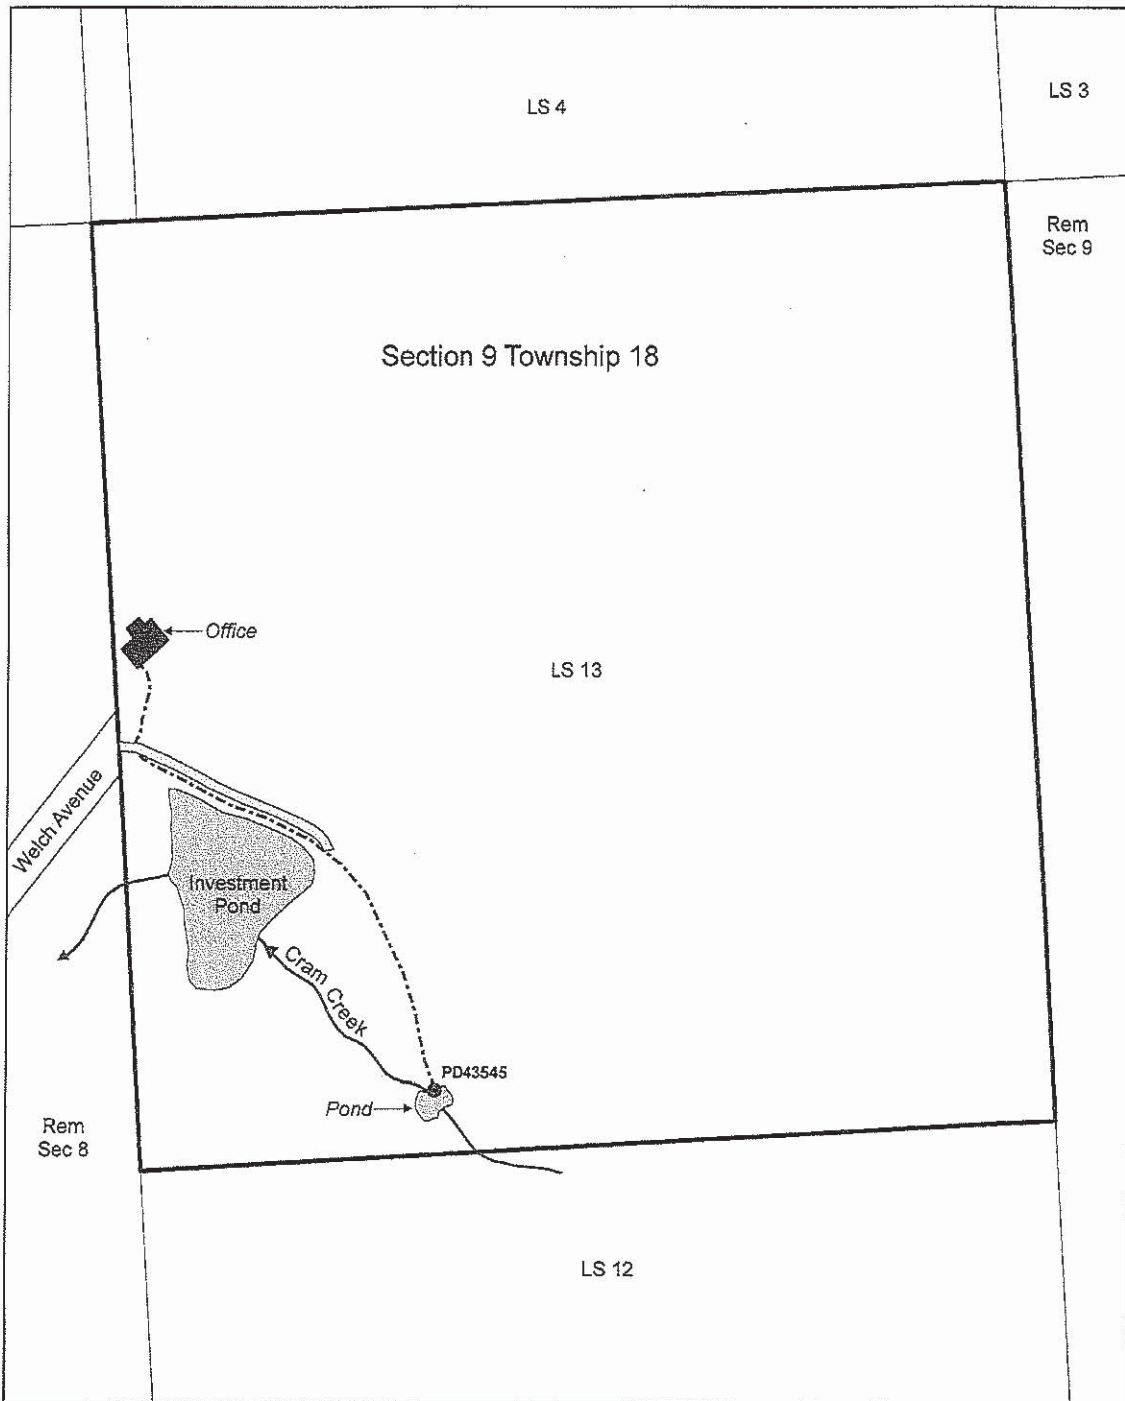 LS 4
LS 3
Rem
Sec 9
Section 9 Township 18
Office
LS 13
Welch Avenue
Investment
Pond
Cram Creek
PD43545
Pond
Rem
Sec 8
LS 12